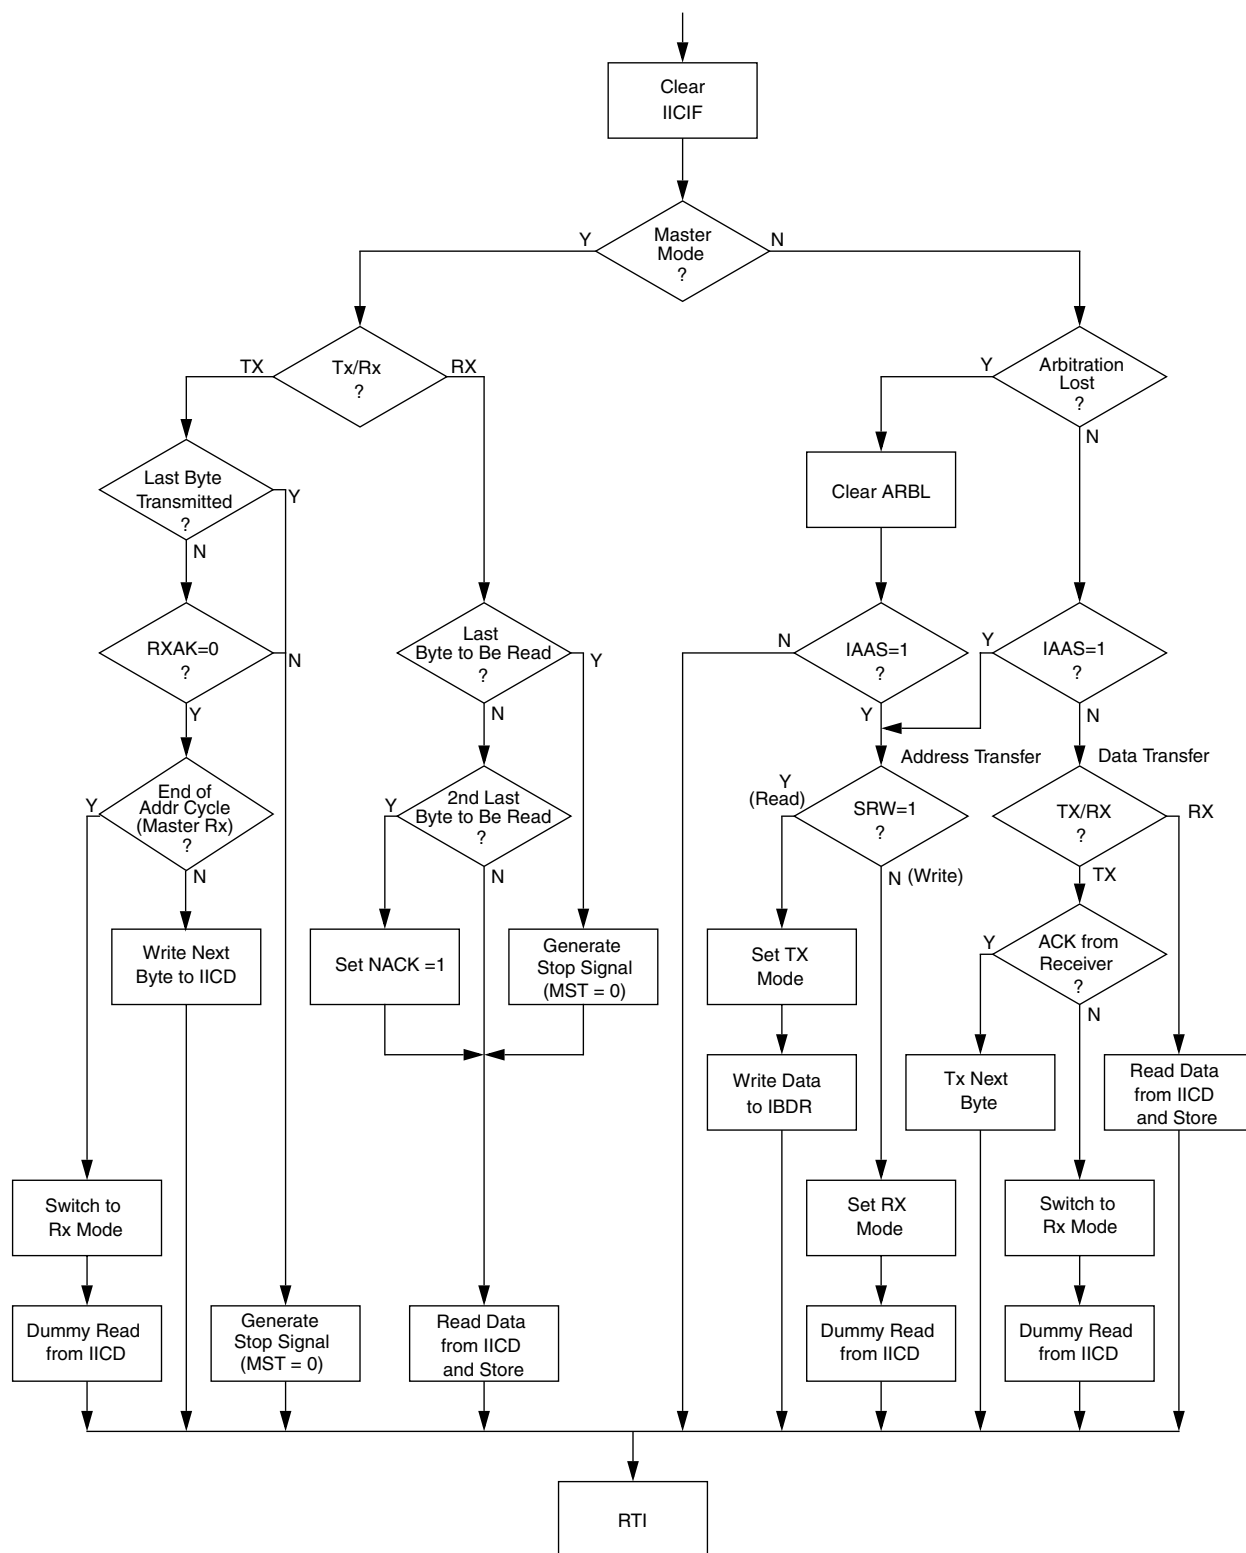 Clear
IICIF
Master
Mode
?
Y
N
Tx/Rx
?
TX
RX
Arbitration
Lost
?
Y
N
Last Byte
Transmitted
?
Y
N
Clear ARBL
RXAK=0
?
N
Y
Last
Byte to Be Read
?
Y
N
IAAS=1
?
N
Y
IAAS=1
?
Y
N
Address Transfer
Data Transfer
End of
Addr Cycle
(Master Rx)
?
Y
N
2nd Last
Byte to Be Read
?
Y
N
Y
(Read)
SRW=1
?
N (Write)
TX/RX
?
RX
TX
Write Next
Byte to IICD
Set NACK =1
Generate
Stop Signal
(MST = 0)
Set TX
Mode
ACK from
Receiver
?
Y
N
Write Data
to IBDR
Tx Next
Byte
Read Data
from IICD
and Store
Switch to
Rx Mode
Set RX
Mode
Switch to
Rx Mode
Dummy Read
from IICD
Generate
Stop Signal
(MST = 0)
Read Data
from IICD
and Store
Dummy Read
from IICD
Dummy Read
from IICD
RTI